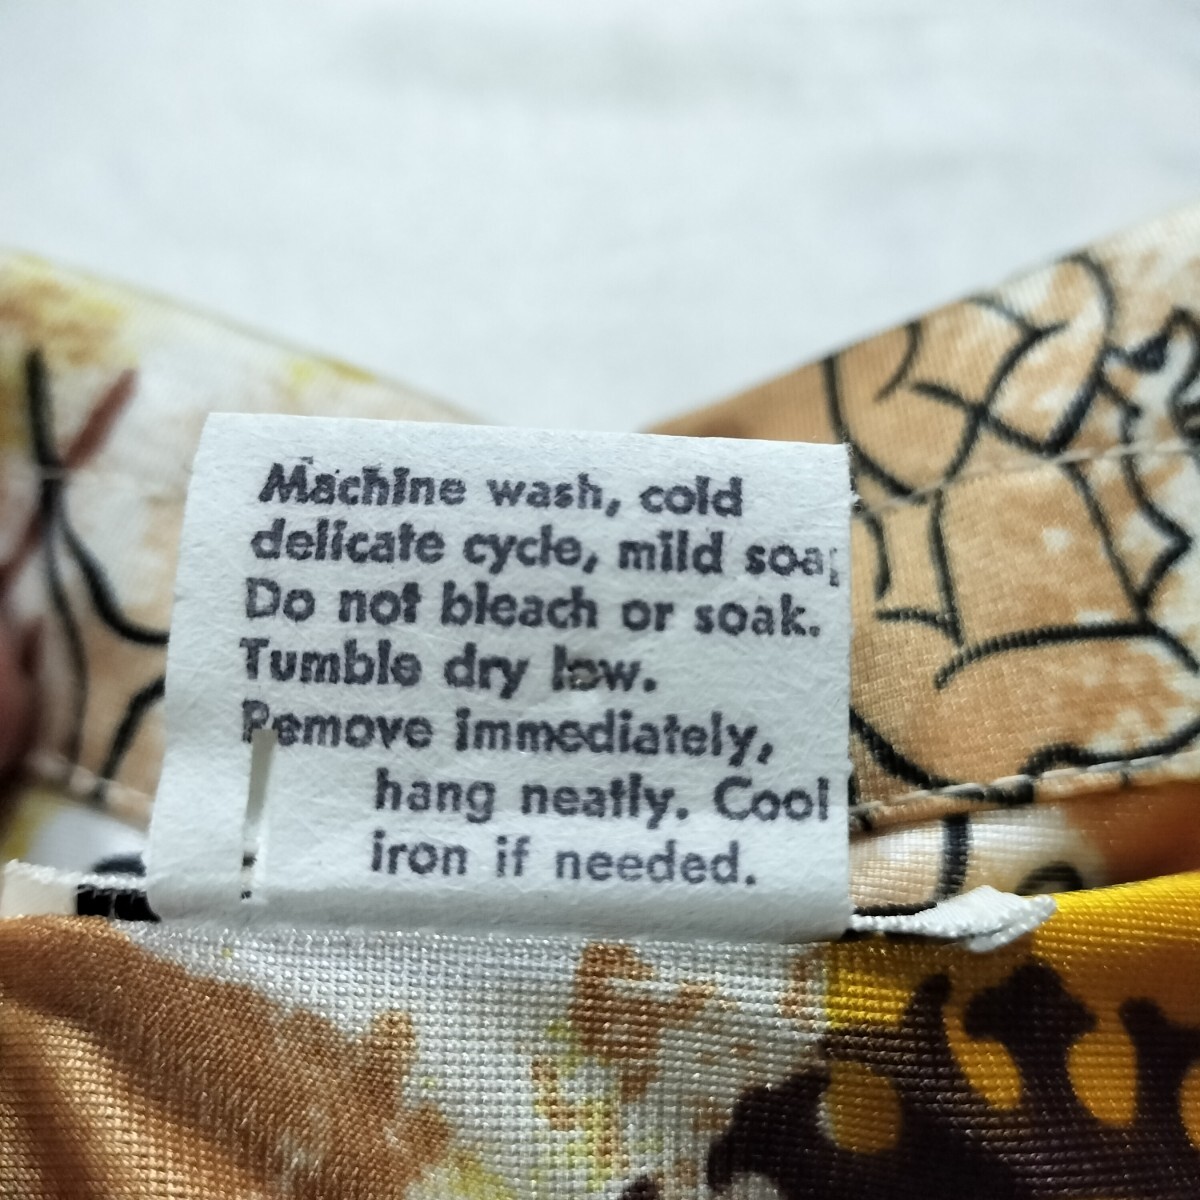 Machine wash, cold
delicate cycle, mild soap
Do not bleach or soak.
Tumble dry low.
Remove immediately,
hang neatly. Cool
iron if needed.